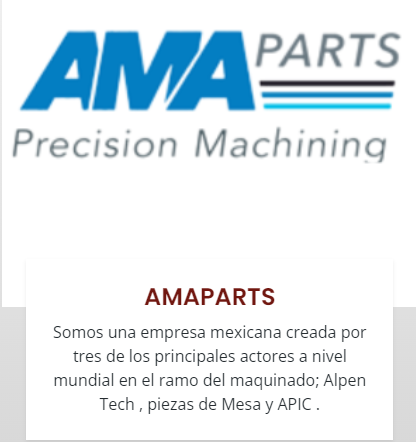 AMA PARTS
Precision Machining
AMAPARTS
Somos una empresa mexicana creada por
tres de los principales actores a nivel
mundial en el ramo del maquinado; Alpen
Tech , piezas de Mesa y APIC .